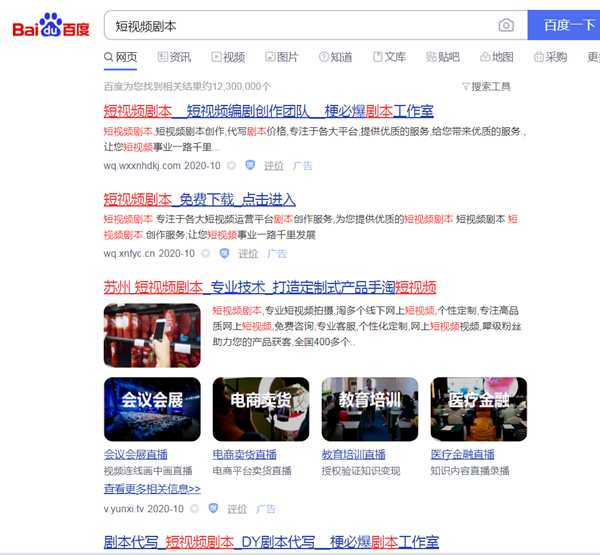 Bai du 百度
短视频剧本
百度一下
网页 资讯 视频 图片 知道 文库 贴吧 地图 采购 更
百度为您找到相关结果约12,300,000个
搜索工具
短视频剧本__短视频编剧创作团队__梗必爆剧本工作室
短视频剧本,短视频剧本创作,代写剧本价格,专注于各大平台,提供优质的服务,给您带来优质的服务.,
让您短视频事业一路千里...
wq.wxxnhdkj.com 2020-10 评价 广告
短视频剧本_免费下载_点击进入
短视频剧本 专注于各大短视频运营平台剧本创作服务,为您提供优质的短视频剧本 短视频剧本 短
视频剧本.创作服务,让您短视频事业一路千里发展
wq.xnfyc.cn 2020-10 评价 广告
苏州 短视频剧本_专业技术_打造定制式产品手淘短视频
短视频剧本,专业短视频拍摄,淘多个线下网上短视频,个性定制,专注高品
质网上短视频,免费咨询,专业客服,个性化定制,网上短视频视频,犀级粉丝
助力您的产品获客,全国400多个..
会议会展
电商卖货
教育培训
医疗金融
会议会展直播
电商卖货直播
教育培训直播
医疗金融直播
视频连线画中画直播
电商平台卖货直播
授权验证知识变现
知识内容直播录播
查看更多相关信息>>
v.yunxi.tv 2020-10 评价 广告
剧本代写_短视频剧本_DY剧本代写__梗必爆剧本工作室